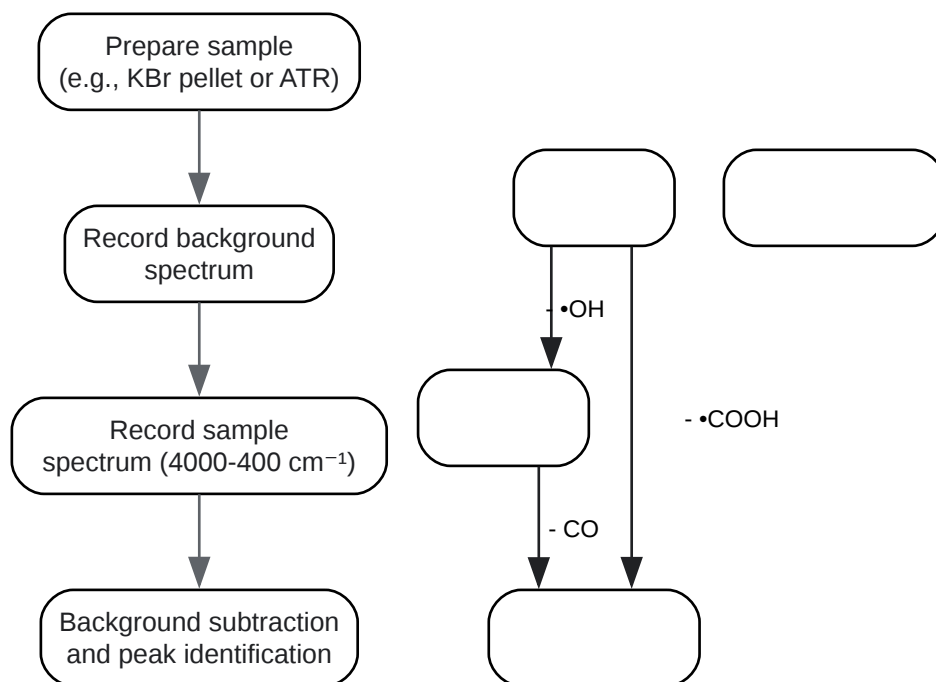 Prepare sample
(e.g., KBr pellet or ATR)
Record background
spectrum
Record sample
spectrum (4000-400 cm⁻¹)
Background subtraction
and peak identification
- •OH
- •COOH
- CO